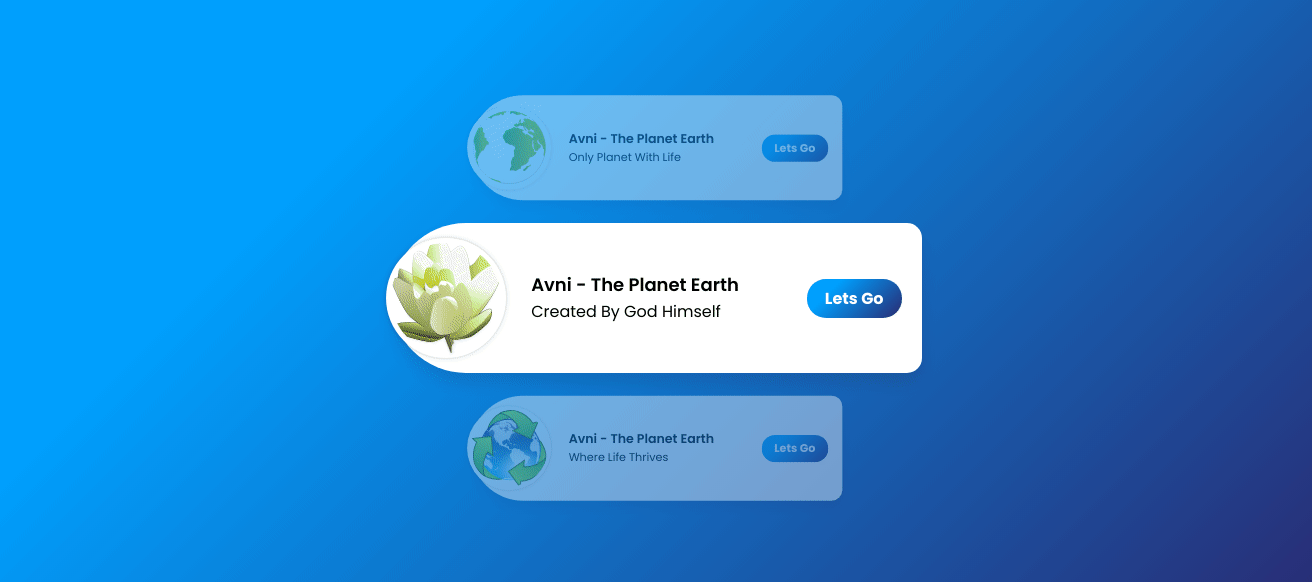 Avni - The Planet Earth
Only Planet With Life
Lets Go
Avni - The Planet Earth
Created By God Himself
Lets Go
Avni - The Planet Earth
Where Life Thrives
Lets Go